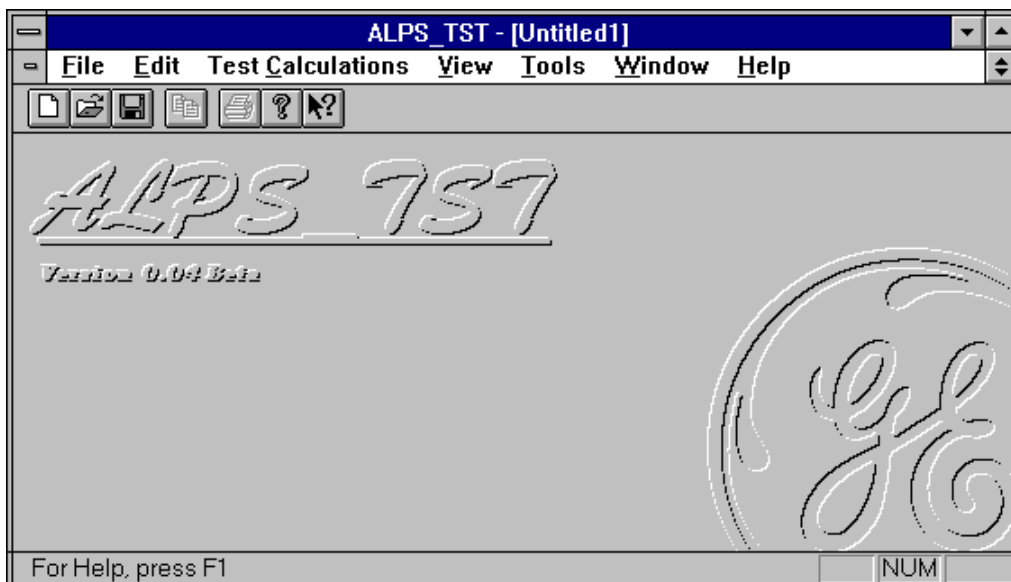 ALPS_TST - [Untitled1]
File Edit Test Calculations View Tools Window Help
ALPS_TST
Version 0.04 Beta
GE
For Help, press F1
NUM